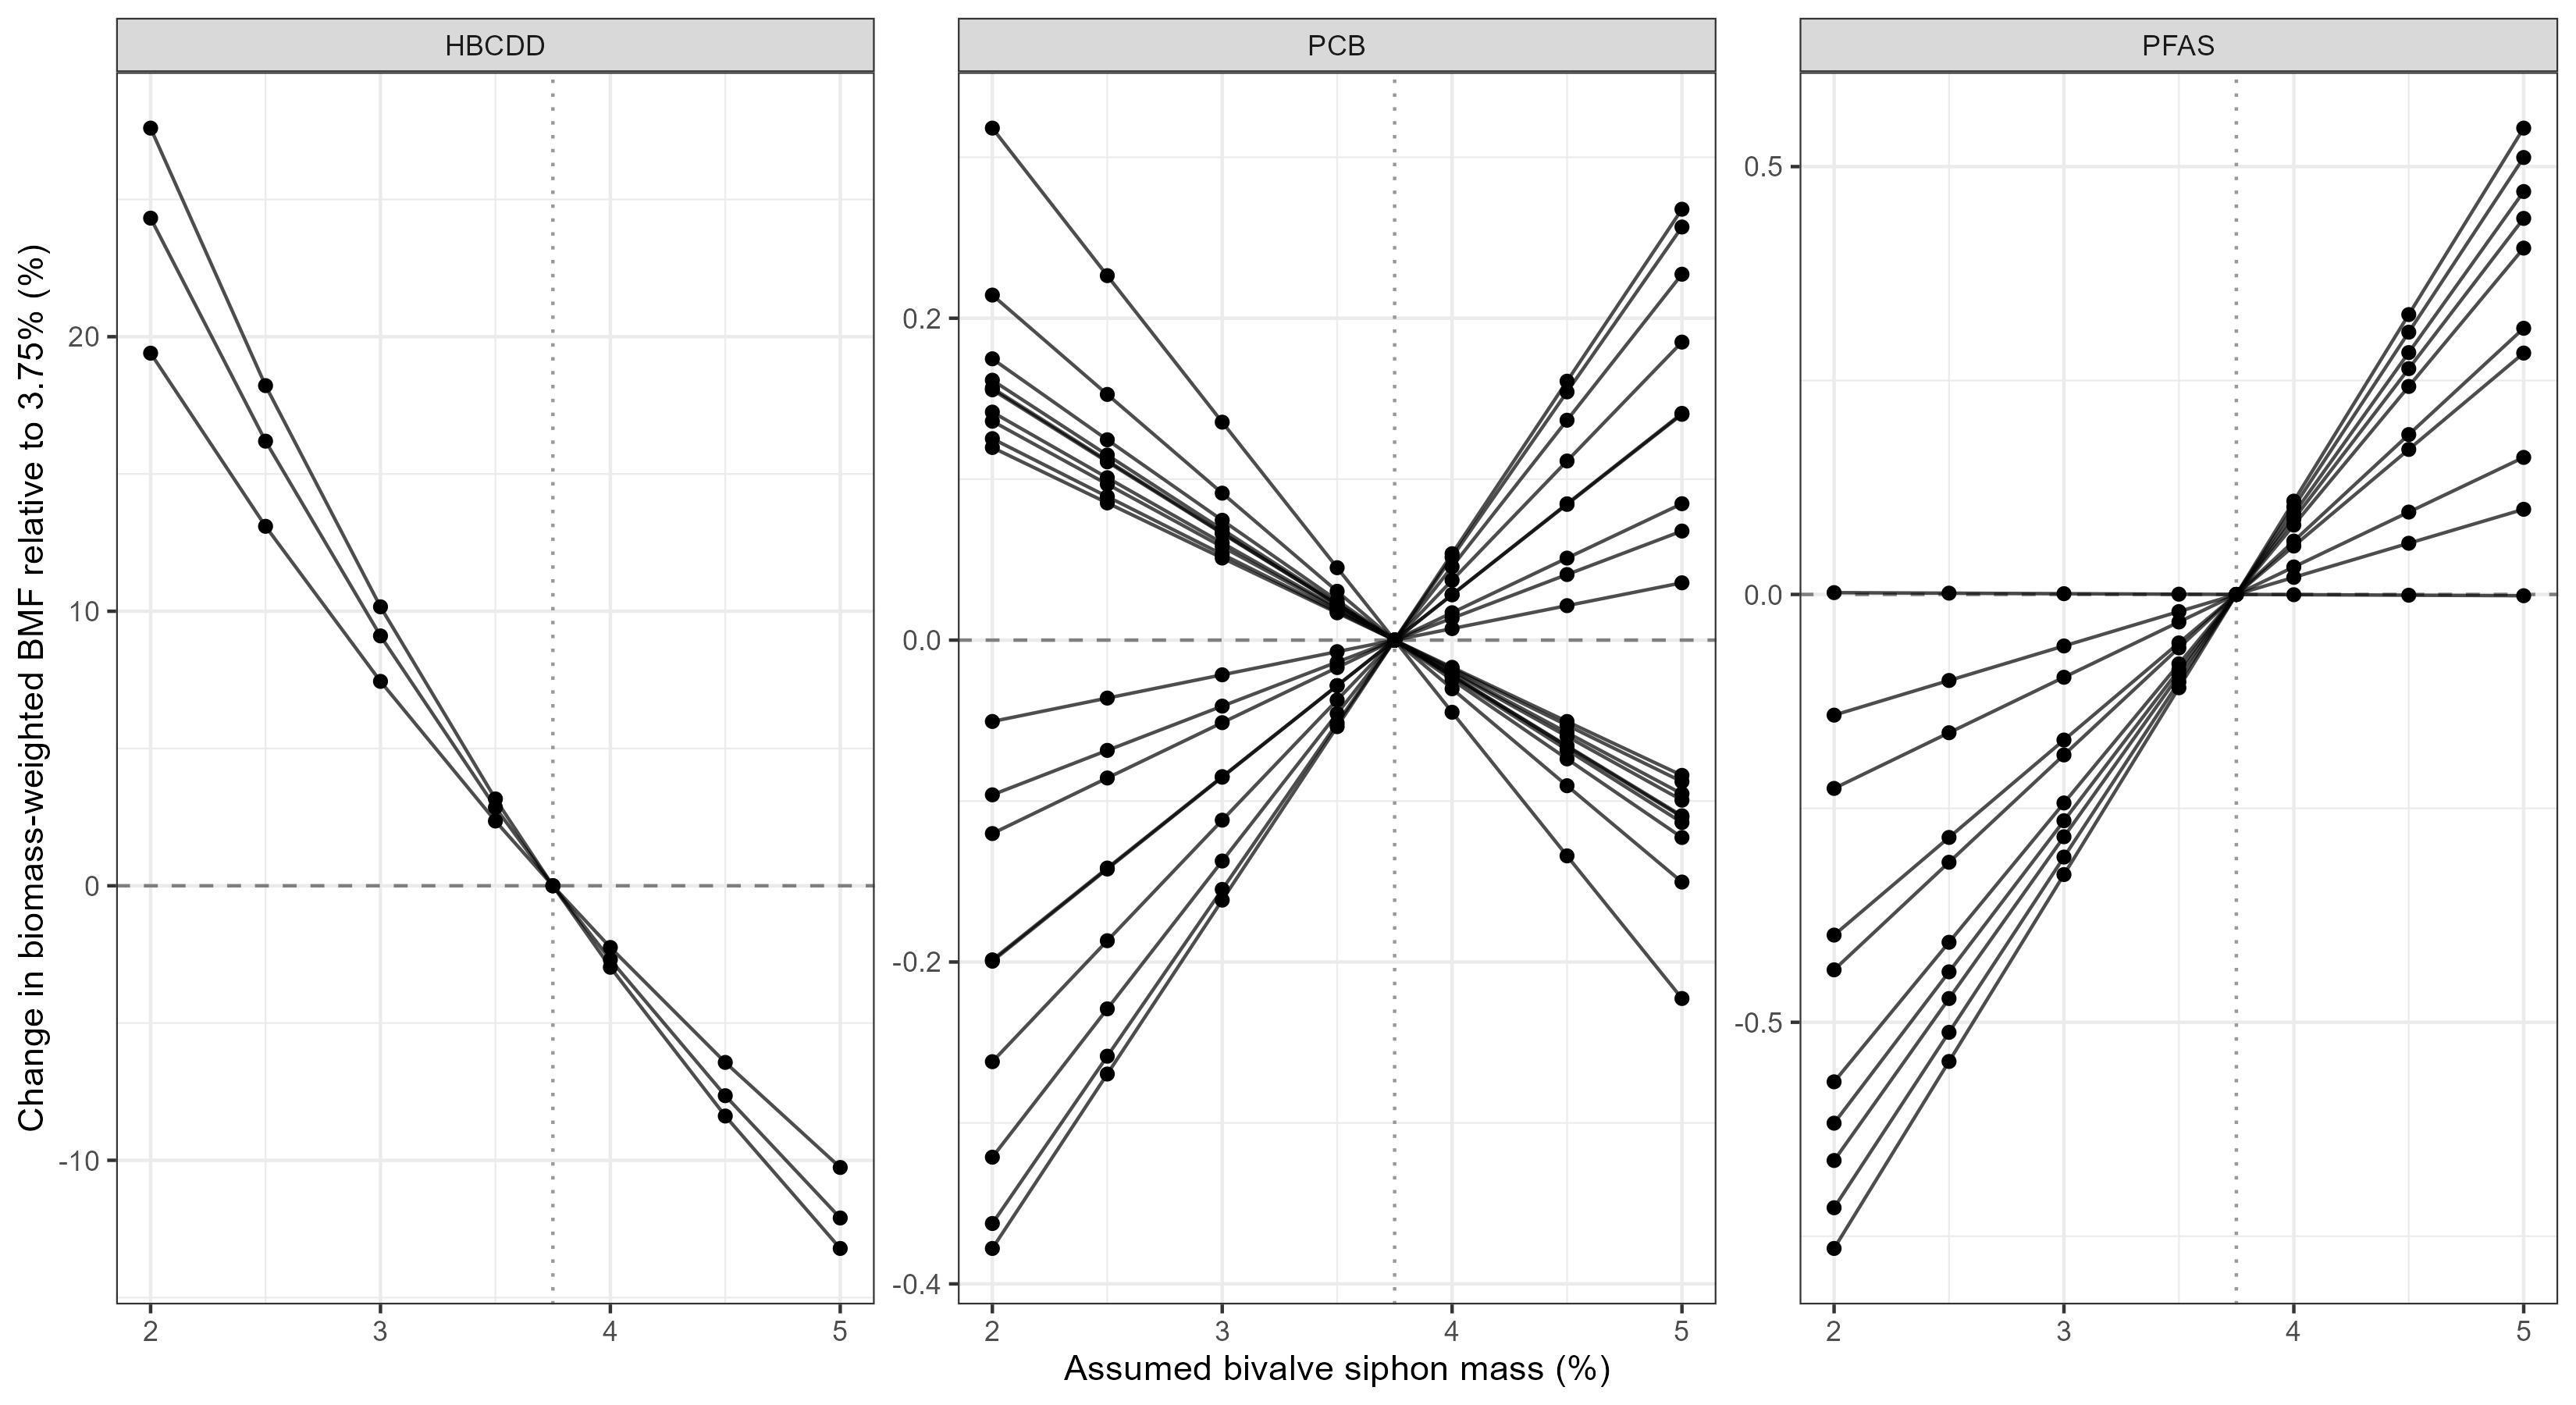 HBCDD
PCB
PFAS
Change in biomass-weighted BMF relative to 3.75% (%)
20
10
0
-10
0.2
0.0
-0.2
-0.4
0.5
0.0
-0.5
2 3 4 5
2 3 4 5
2 3 4 5
Assumed bivalve siphon mass (%)